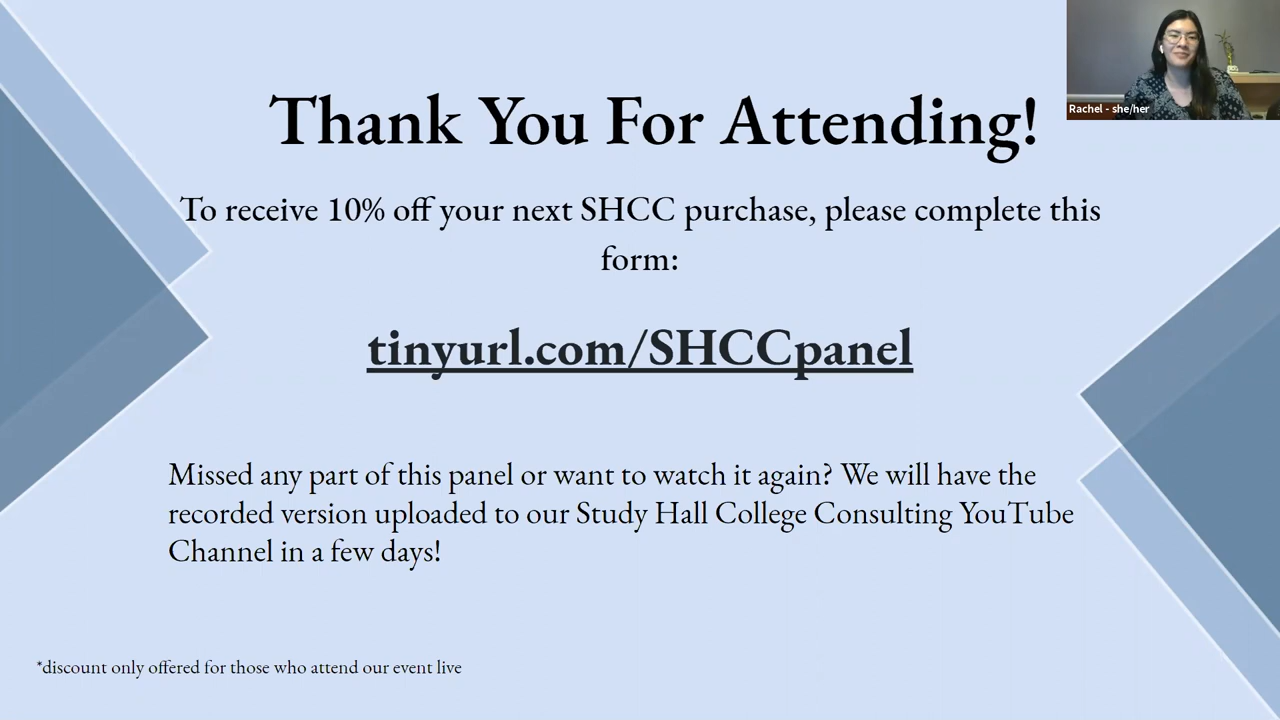 Thank You For Attending!
Rachel - she/her
To receive 10% off your next SHCC purchase, please complete this
form:
tinyurl.com/SHCCpanel
Missed any part of this panel or want to watch it again? We will have the
recorded version uploaded to our Study Hall College Consulting YouTube
Channel in a few days!
*discount only offered for those who attend our event live